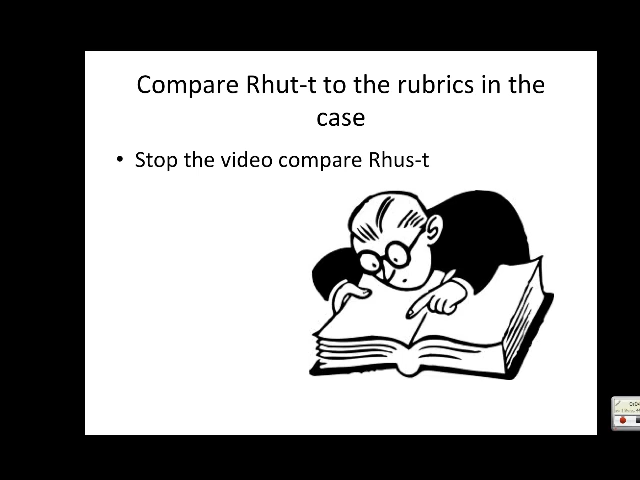 Compare Rhut-t to the rubrics in the
case
• Stop the video compare Rhus-t